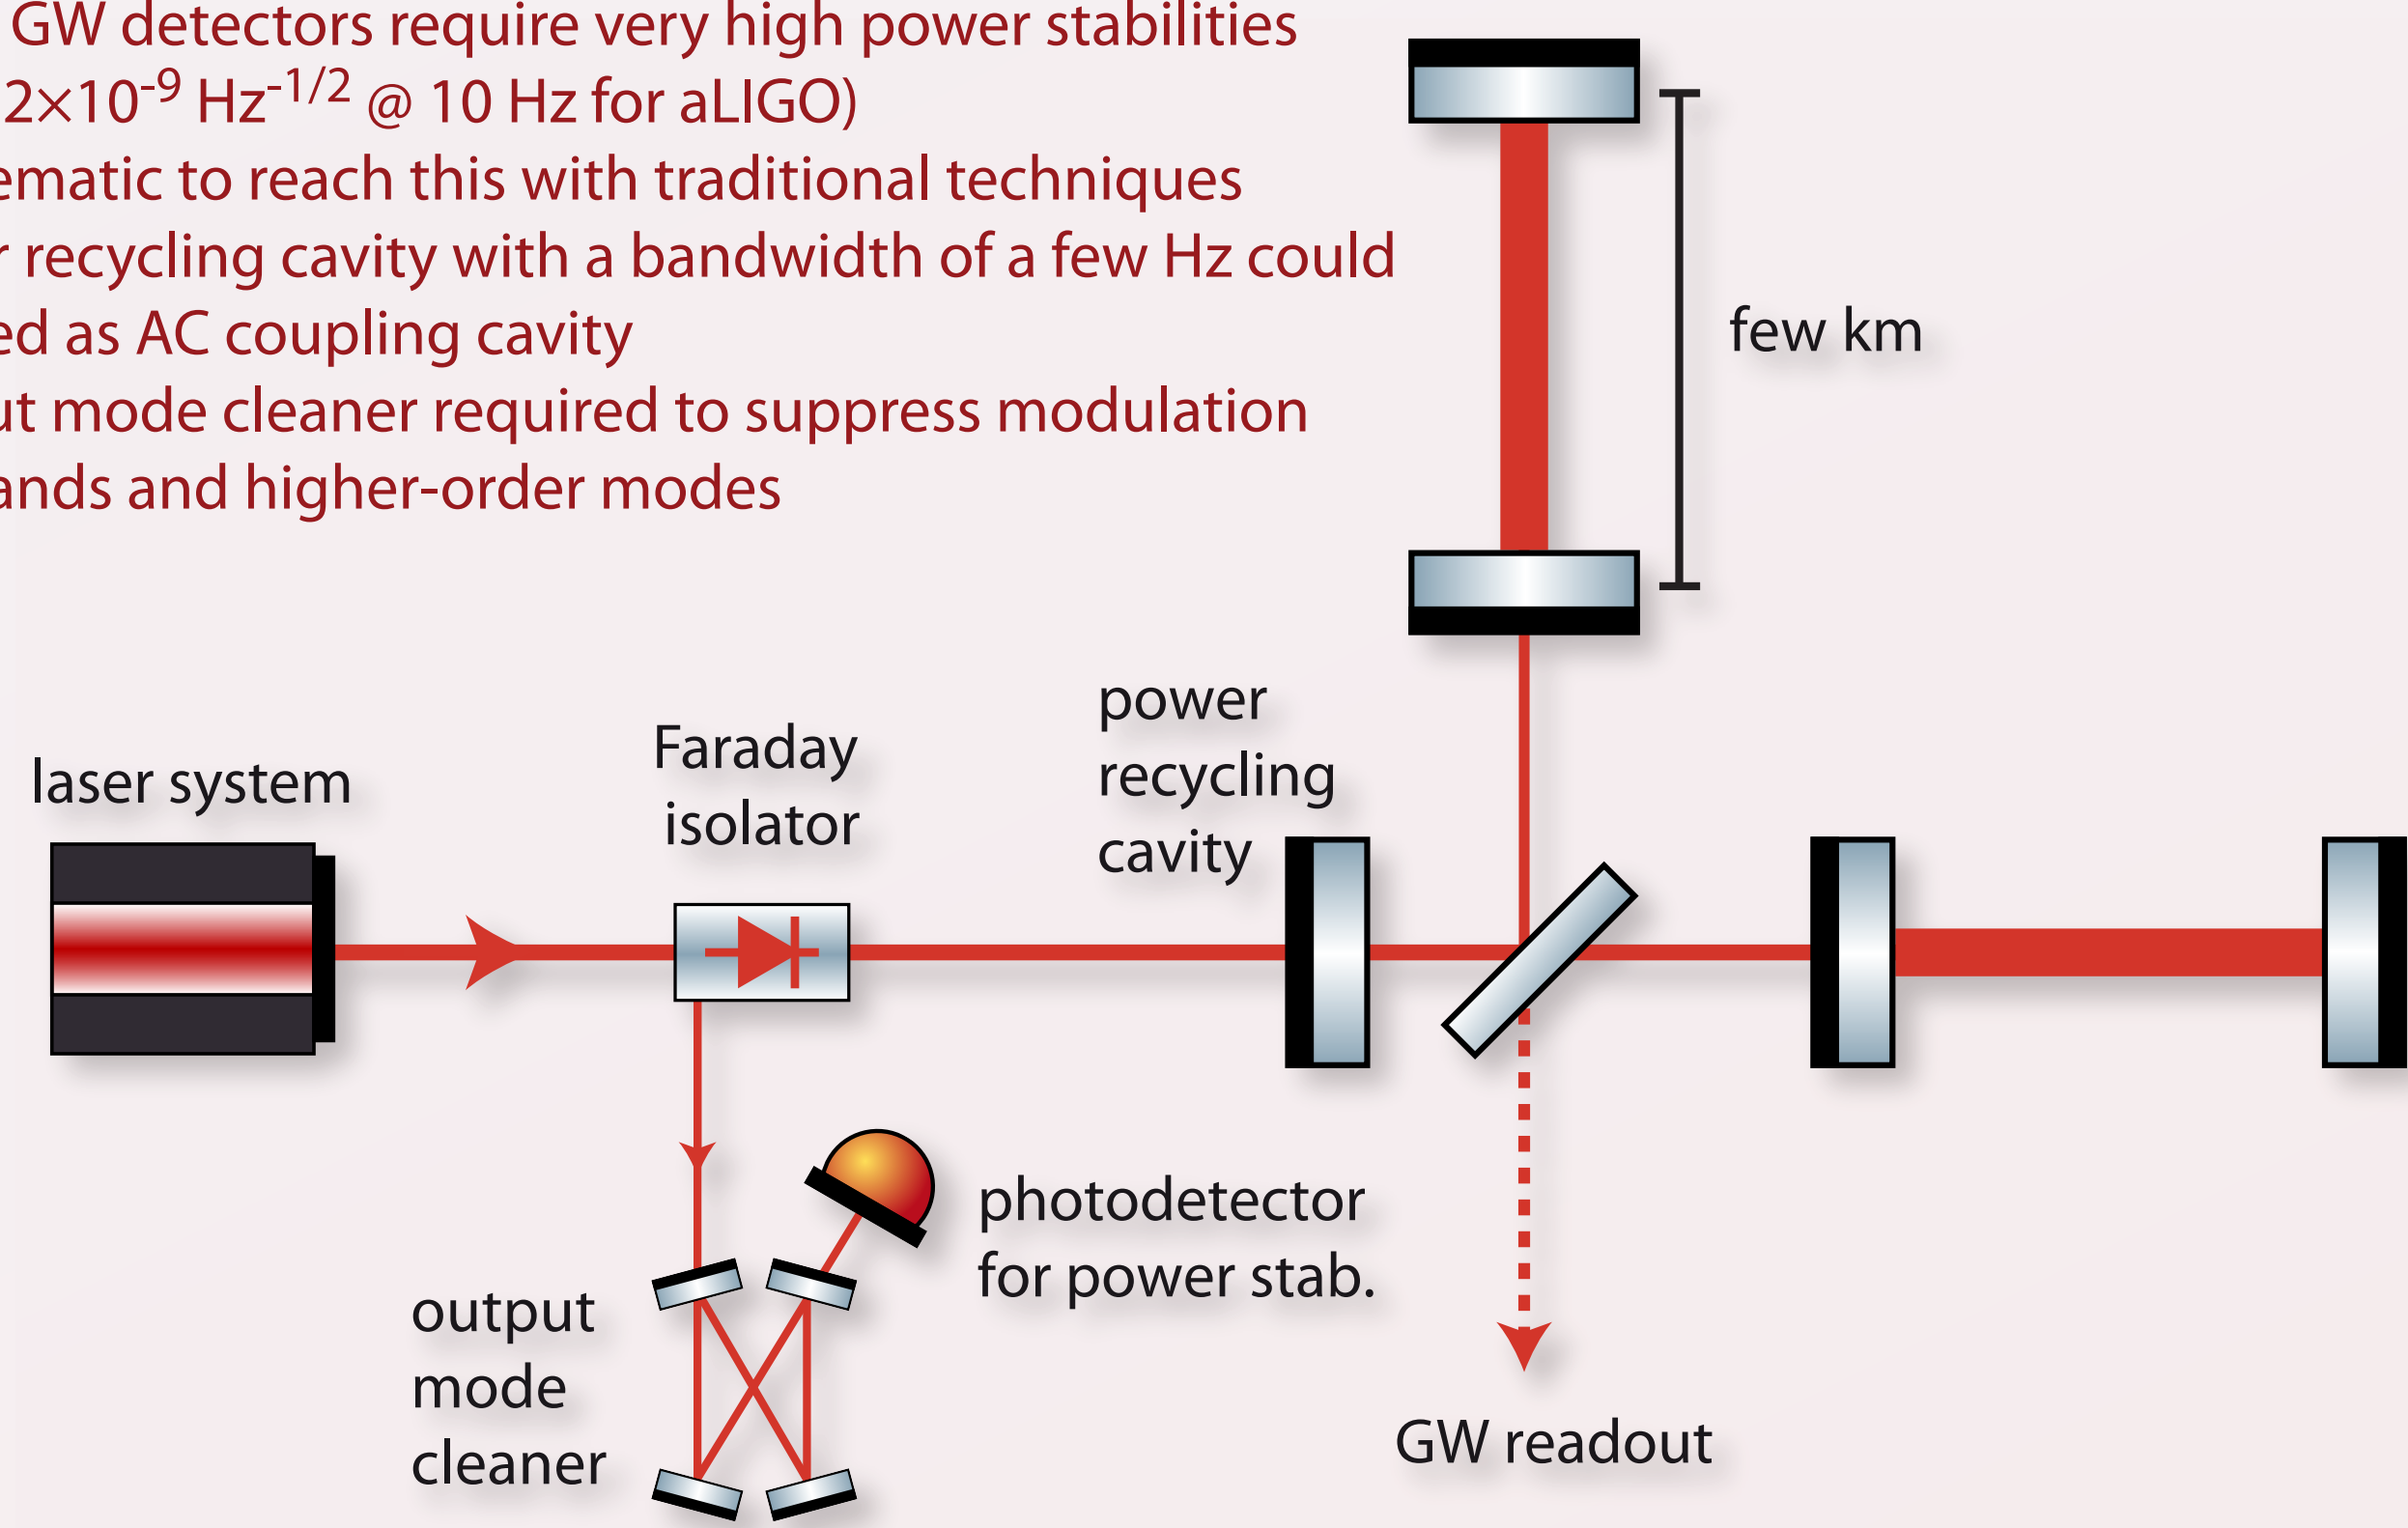 GW detectors require very high power stabilities
2×10⁻⁹ Hz⁻¹/² @ 10 Hz for aLIGO)
ematic to reach this with traditional techniques
r recycling cavity with a bandwidth of a few Hz could
ed as AC coupling cavity
ut mode cleaner required to suppress modulation
ands and higher-order modes
few km
power
recycling
cavity
Faraday
isolator
laser system
photodetector
for power stab.
output
mode
cleaner
GW readout